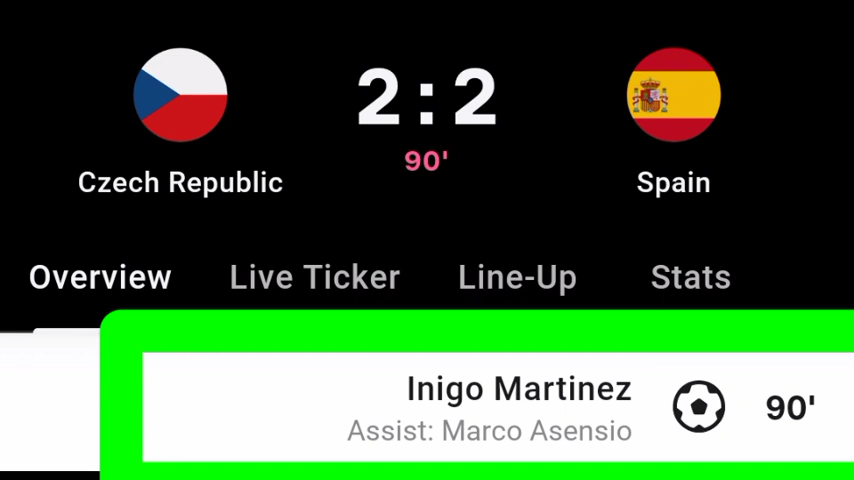 2:2
90'
Czech Republic
Spain
Overview Live Ticker Line-Up Stats
Inigo Martinez
90'
Assist: Marco Asensio